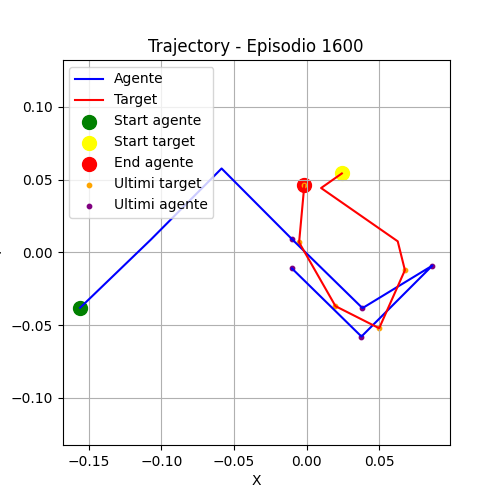 Trajectory - Episodio 1600
Agente
Target
Start agente
Start target
End agente
Ultimi target
Ultimi agente
0.10
0.05
0.00
−0.05
−0.10
−0.15
−0.10
−0.05
0.00
0.05
X